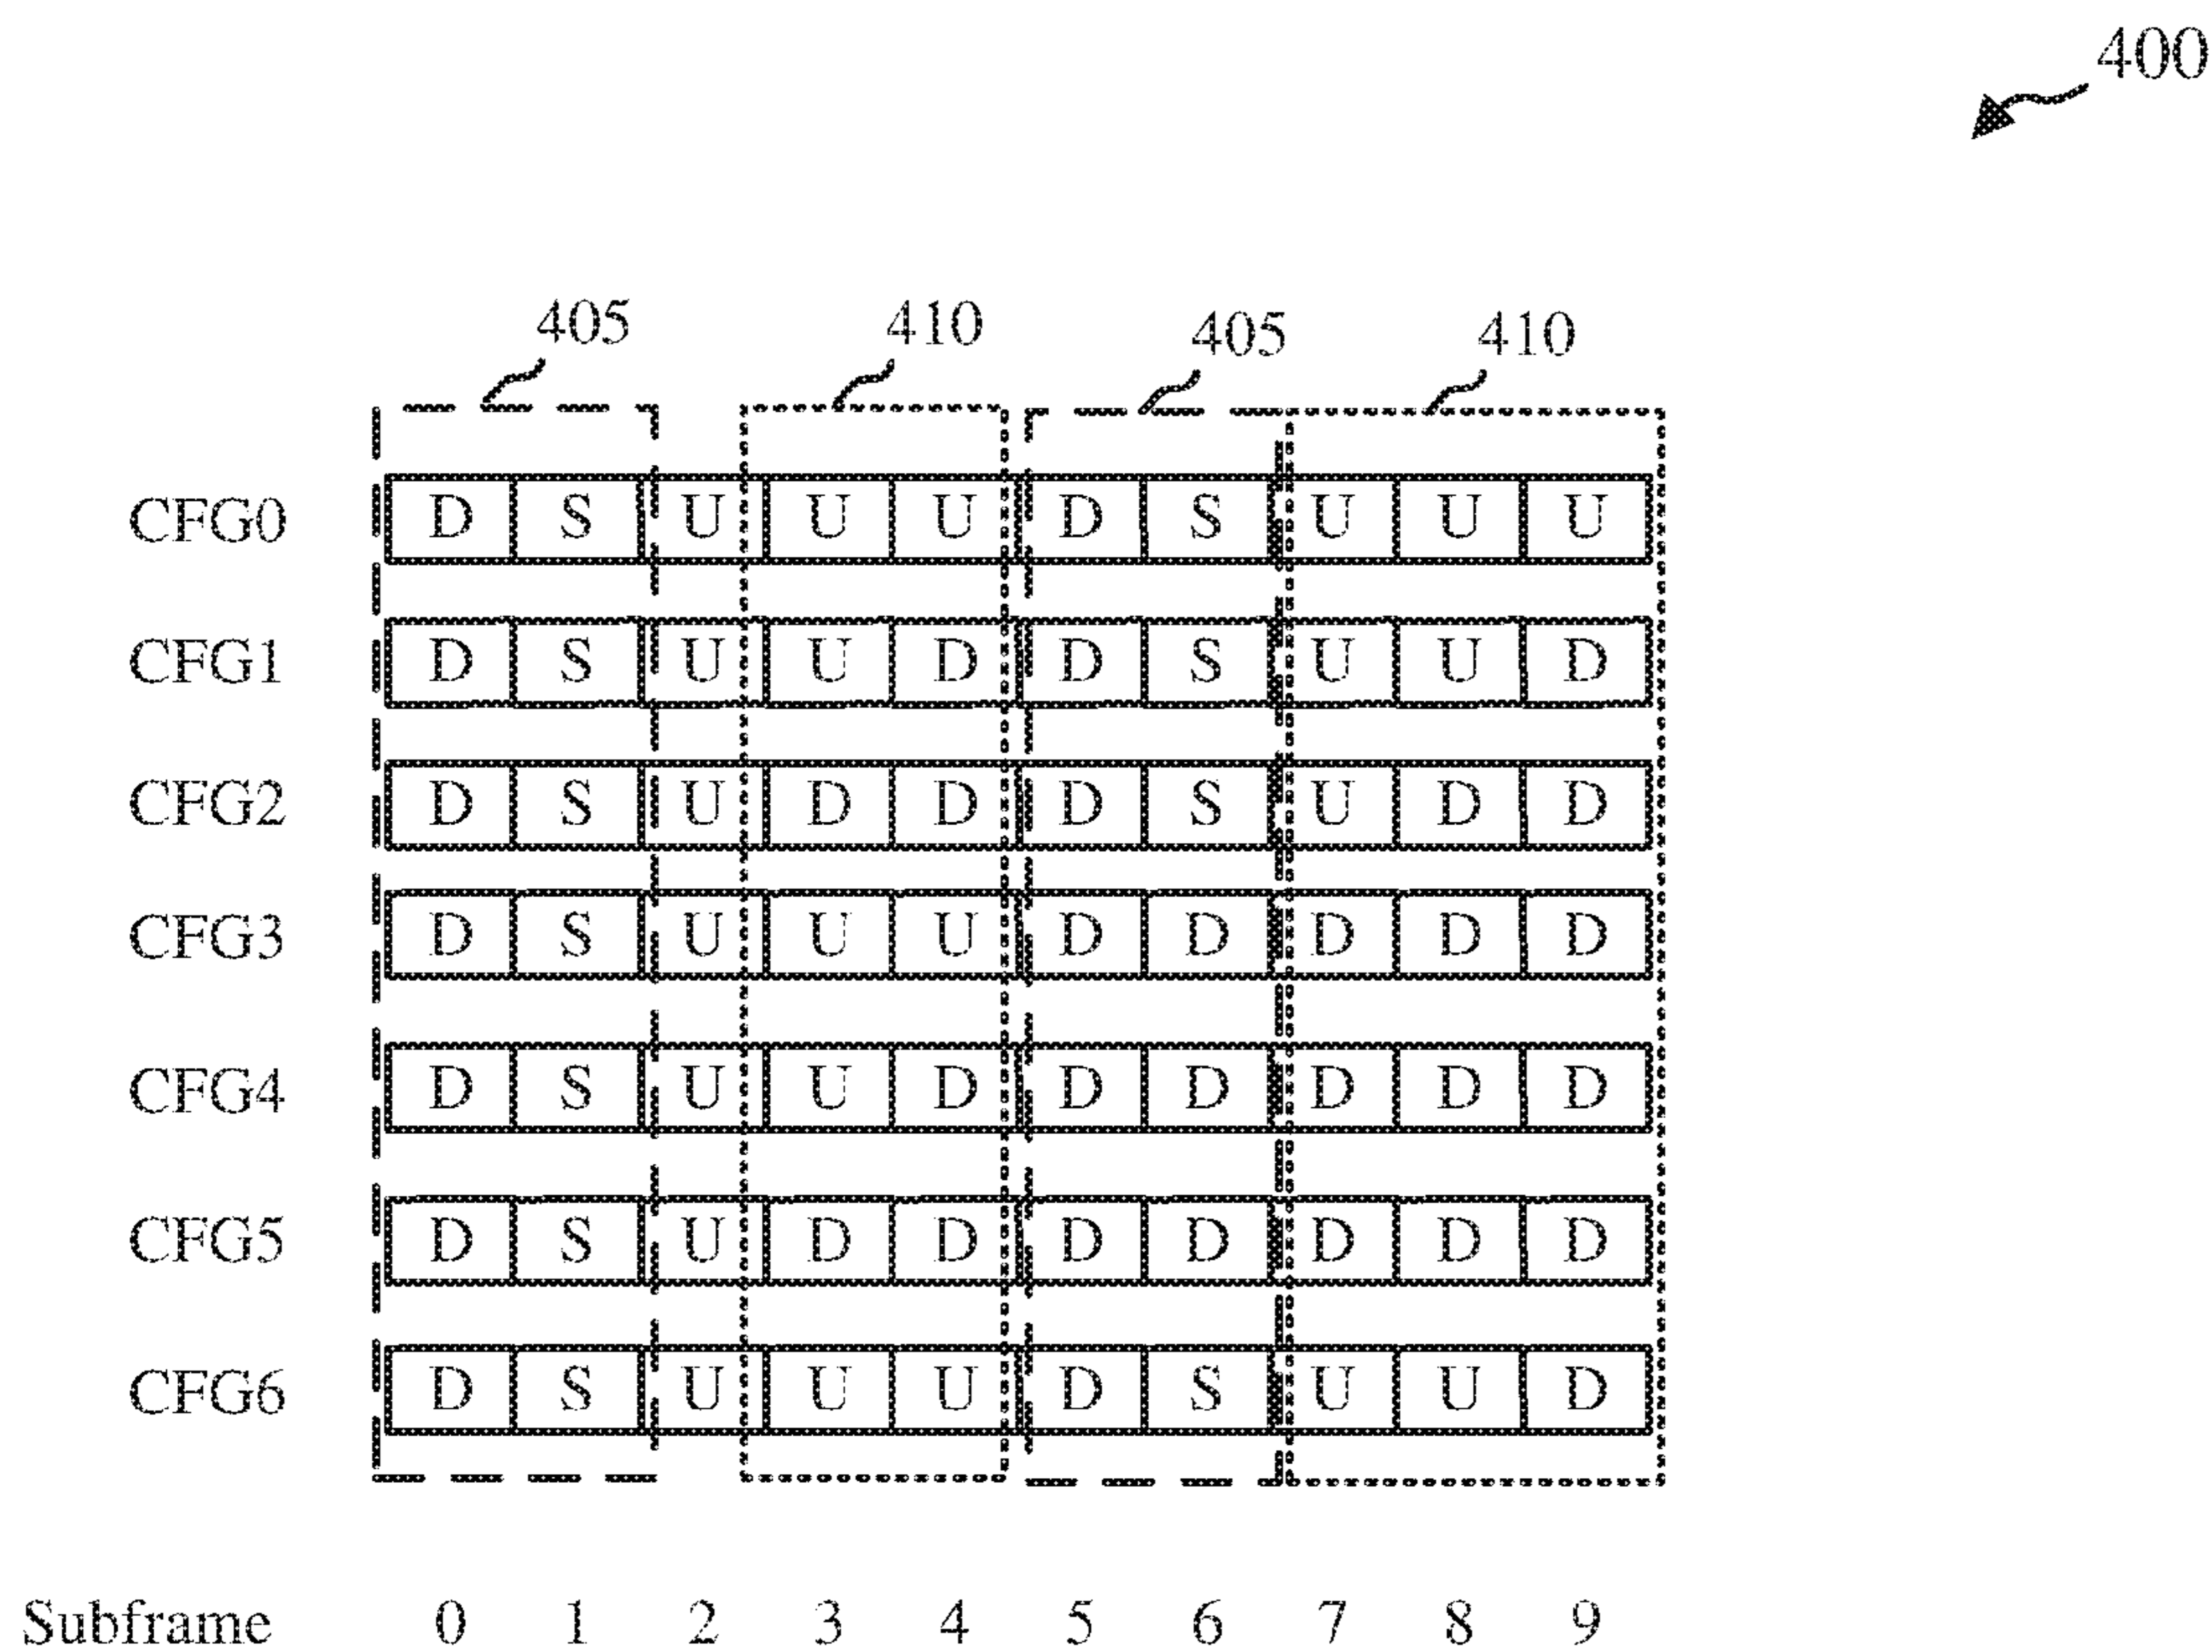 400
405 410 405 410
CFG0 D S U U U D S U U U
CFG1 D S U U D D S U U D
CFG2 D S U D D D S U D D
CFG3 D S U U U D D D D D
CFG4 D S U U D D D D D D
CFG5 D S U D D D D D D D
CFG6 D S U U U D S U U D
Subframe 0 1 2 3 4 5 6 7 8 9